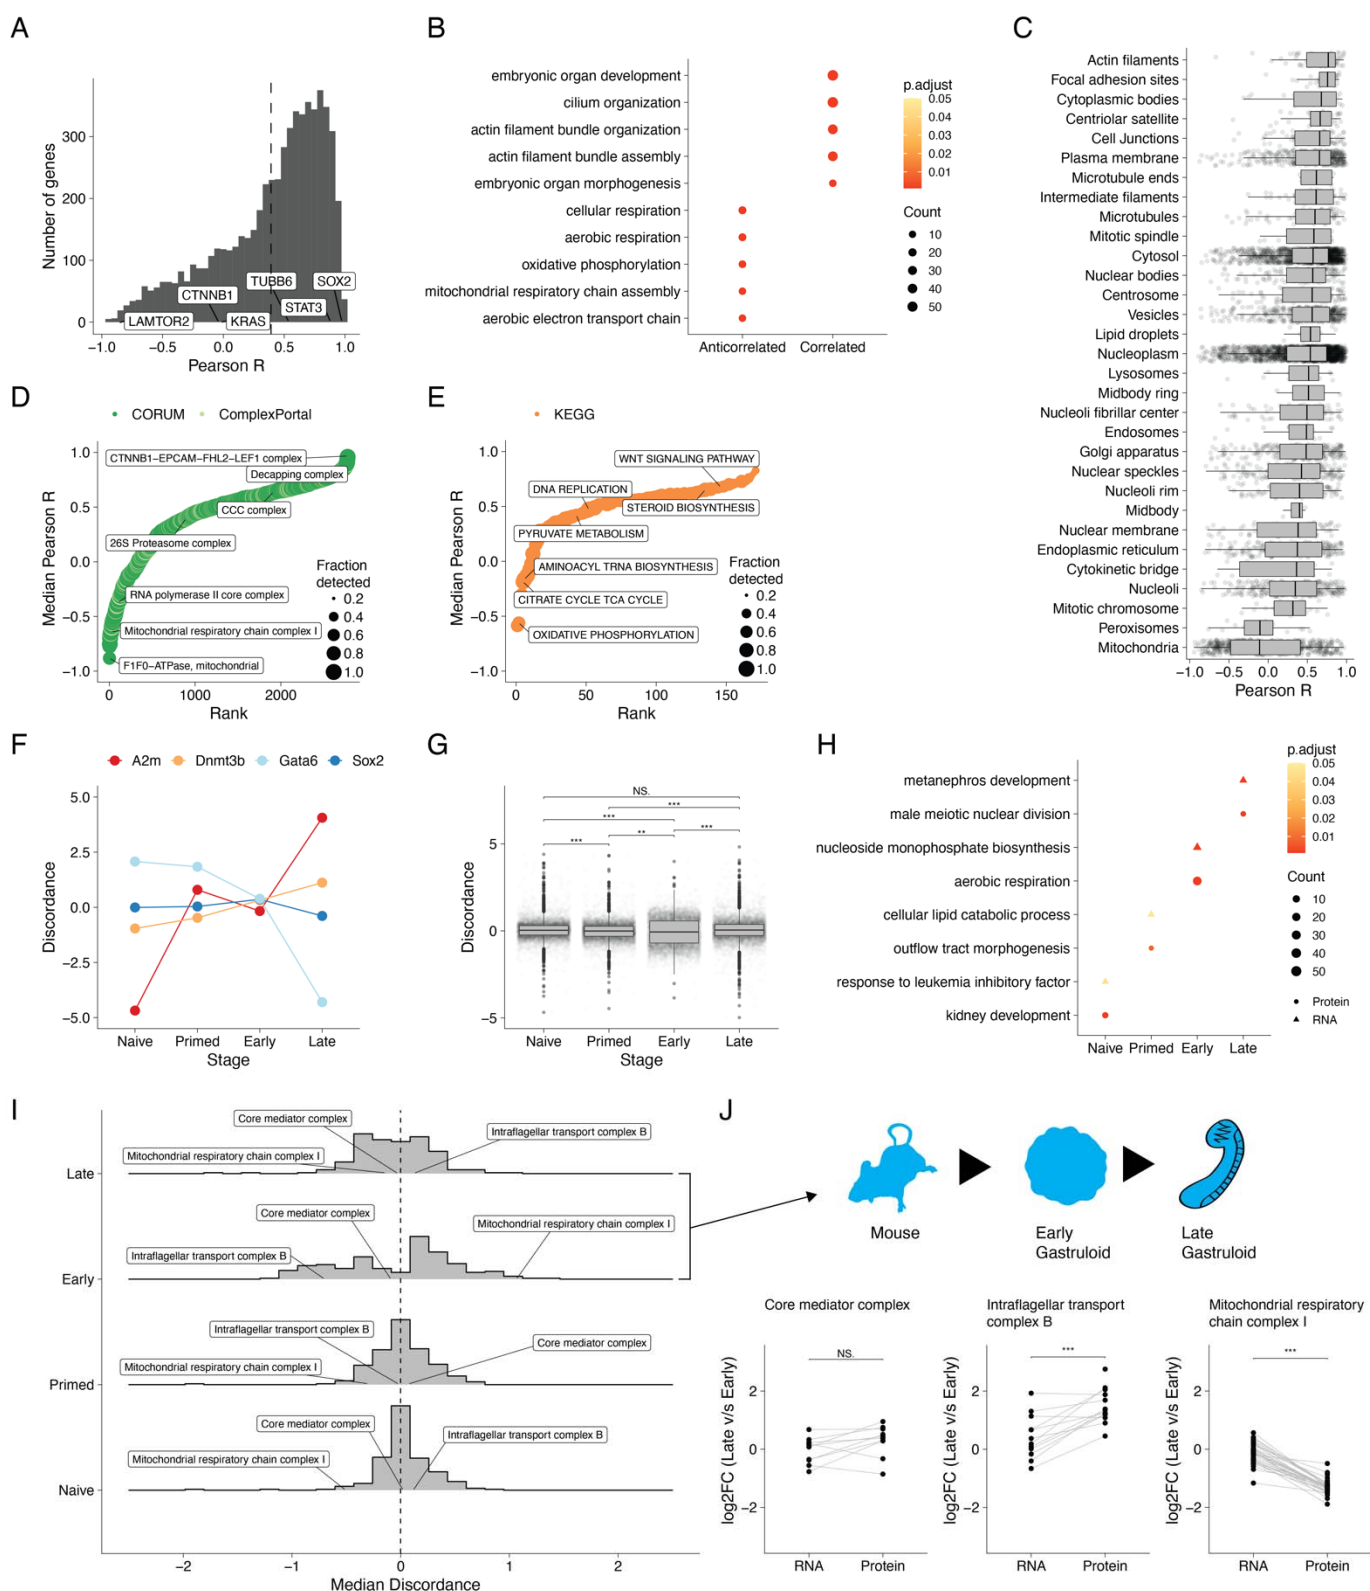 A
Number of genes
300
200
100
0
CTNNB1
TUBB6
SOX2
STAT3
LAMTOR2
KRAS
−1.0
−0.5
0.0
0.5
1.0
Pearson R
B
embryonic organ development
cilium organization
actin filament bundle organization
actin filament bundle assembly
embryonic organ morphogenesis
cellular respiration
aerobic respiration
oxidative phosphorylation
mitochondrial respiratory chain assembly
aerobic electron transport chain
Anticorrelated
Correlated
p.adjust
0.05
0.04
0.03
0.02
0.01
Count
10
20
30
40
50
C
Actin filaments
Focal adhesion sites
Cytoplasmic bodies
Centriolar satellite
Cell Junctions
Plasma membrane
Microtubule ends
Intermediate filaments
Microtubules
Mitotic spindle
Cytosol
Nuclear bodies
Centrosome
Vesicles
Lipid droplets
Nucleoplasm
Lysosomes
Midbody ring
Nucleoli fibrillar center
Endosomes
Golgi apparatus
Nuclear speckles
Nucleoli rim
Midbody
Nuclear membrane
Endoplasmic reticulum
Cytokinetic bridge
Nucleoli
Mitotic chromosome
Peroxisomes
Mitochondria
−1.0
−0.5
0.0
0.5
1.0
Pearson R
D
CORUM
ComplexPortal
Median Pearson R
1.0
0.5
0.0
−0.5
−1.0
CTNNB1−EPCAM−FHL2−LEF1 complex
Decapping complex
CCC complex
26S Proteasome complex
RNA polymerase II core complex
Mitochondrial respiratory chain complex I
F1F0−ATPase, mitochondrial
Fraction
detected
0.2
0.4
0.6
0.8
1.0
0
1000
2000
Rank
E
KEGG
Median Pearson R
1.0
0.5
0.0
−0.5
−1.0
WNT SIGNALING PATHWAY
DNA REPLICATION
STEROID BIOSYNTHESIS
PYRUVATE METABOLISM
AMINOACYL TRNA BIOSYNTHESIS
CITRATE CYCLE TCA CYCLE
OXIDATIVE PHOSPHORYLATION
Fraction
detected
0.2
0.4
0.6
0.8
1.0
0
50
100
150
Rank
F
A2m
Dnmt3b
Gata6
Sox2
Discordance
5.0
2.5
0.0
−2.5
−5.0
Naive
Primed
Early
Late
Stage
G
Discordance
5
0
−5
NS.
***
***
***
**
***
Naive
Primed
Early
Late
Stage
H
metanephros development
male meiotic nuclear division
nucleoside monophosphate biosynthesis
aerobic respiration
cellular lipid catabolic process
outflow tract morphogenesis
response to leukemia inhibitory factor
kidney development
Naive
Primed
Early
Late
p.adjust
0.05
0.04
0.03
0.02
0.01
Count
10
20
30
40
50
Protein
RNA
I
Late
Core mediator complex
Intraflagellar transport complex B
Mitochondrial respiratory chain complex I
Early
Core mediator complex
Mitochondrial respiratory chain complex I
Intraflagellar transport complex B
Primed
Intraflagellar transport complex B
Core mediator complex
Mitochondrial respiratory chain complex I
Naive
Core mediator complex
Intraflagellar transport complex B
Mitochondrial respiratory chain complex I
−2
−1
0
1
2
Median Discordance
J
Mouse
Early
Gastruloid
Late
Gastruloid
Core mediator complex
log2FC (Late v/s Early)
2
0
−2
NS.
RNA
Protein
Intraflagellar transport
complex B
log2FC (Late v/s Early)
2
0
−2
***
RNA
Protein
Mitochondrial respiratory
chain complex I
log2FC (Late v/s Early)
2
0
−2
***
RNA
Protein